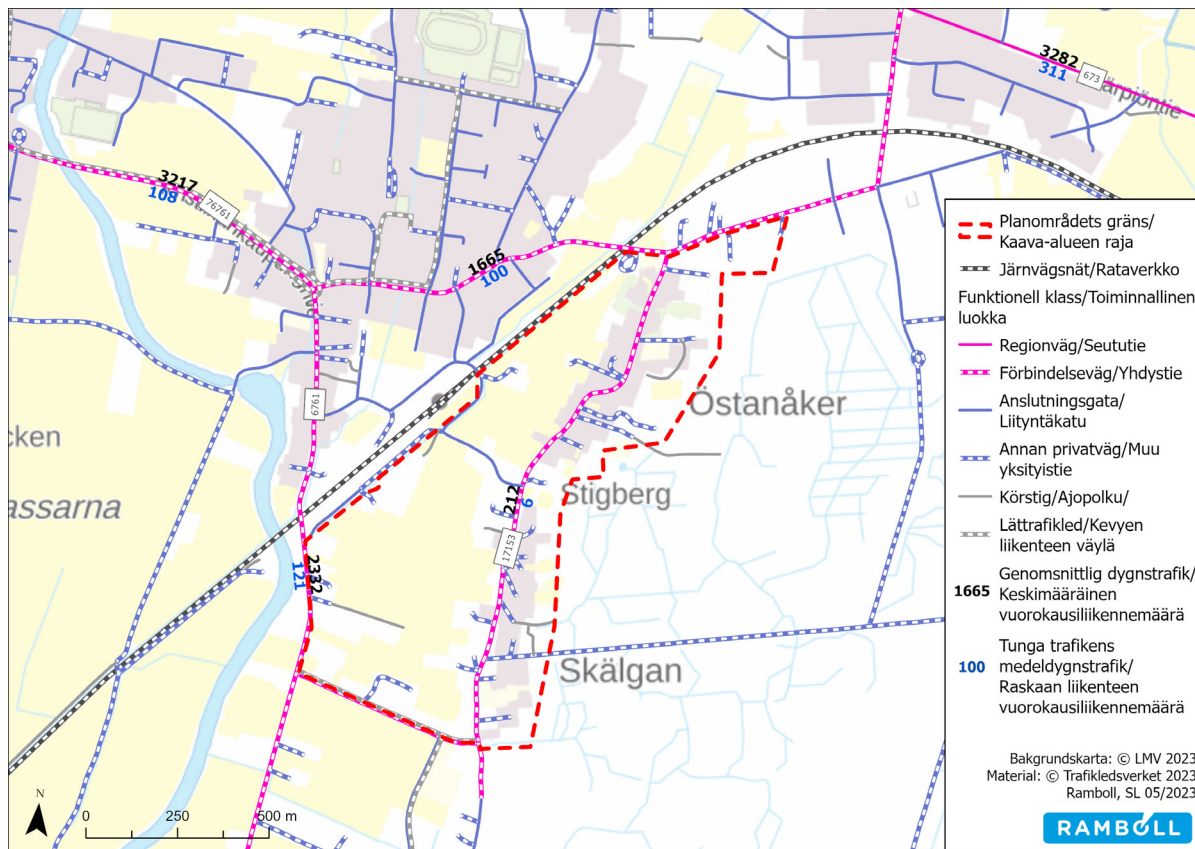 3282
311
673
ärpiöntie
3217
108
76761
1665
100
6761
Östanåker
Stigberg
212
6
17153
cken
assarna
2332
121
Skälgan
N
0 250 500 m
Planområdets gräns/
Kaava-alueen raja
Järnvägsnät/Rataverkko
Funktionell klass/Toiminnallinen
luokka
Regionväg/Seututie
Förbindelseväg/Yhdystie
Anslutningsgata/
Liityntäkatu
Annan privatväg/Muu
yksityistie
Körstig/Ajopolku/
Lättrafikled/Kevyen
liikenteen väylä
1665
Genomsnittlig dygnstrafik/
Keskimääräinen
vuorokausiliikennemäärä
100
Tunga trafikens
medeldygnstrafik/
Raskaan liikenteen
vuorokausiliikennemäärä
Bakgrundskarta: © LMV 2023
Material: © Trafikledsverket 2023
Ramboll, SL 05/2023
RAMBOLL